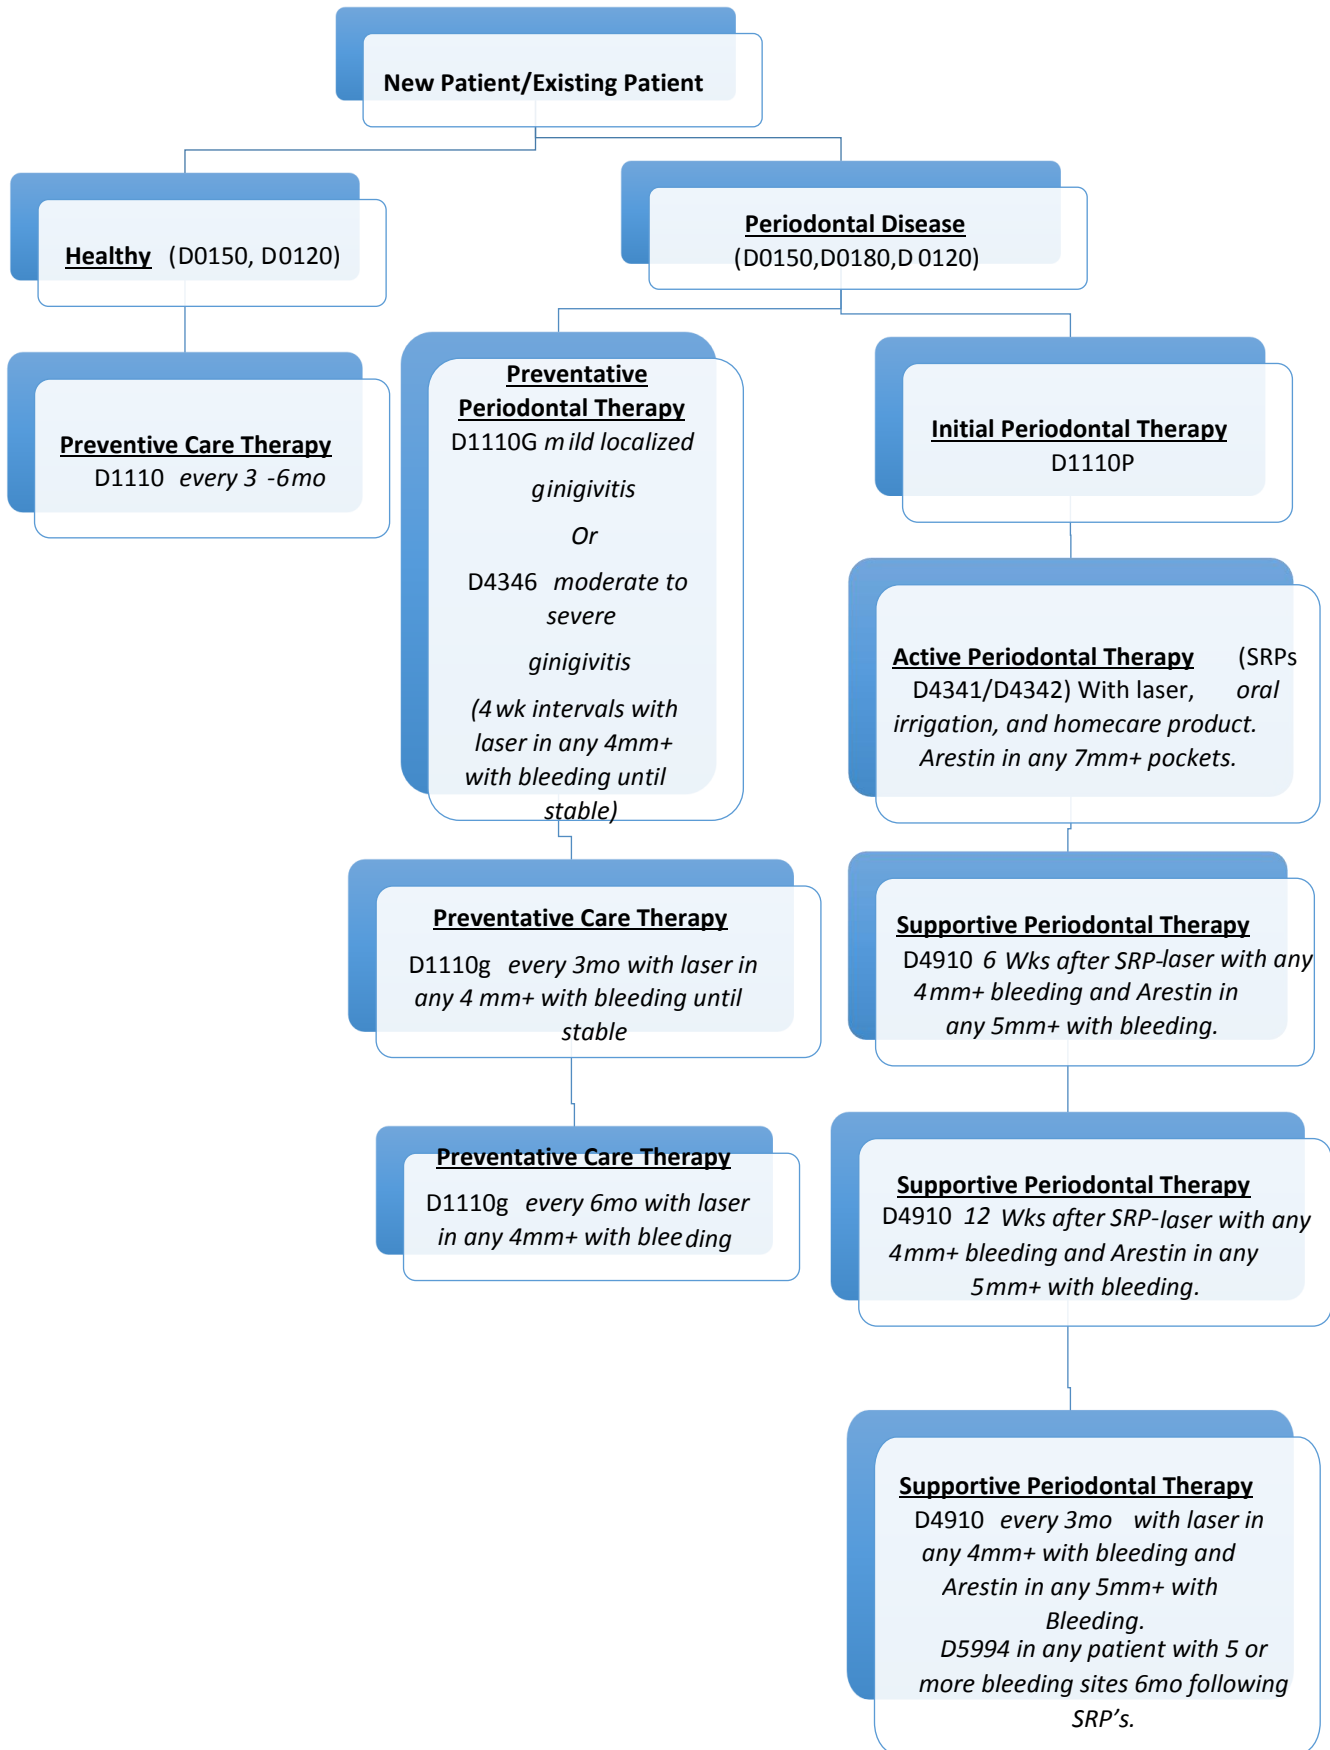 New Patient/Existing Patient
Healthy (D0150, D0120)
Periodontal Disease
(D0150,D0180,D 0120)
Preventive Care Therapy
D1110 every 3 -6mo
Preventative
Periodontal Therapy
D1110G mild localized
ginigivitis
Or
D4346 moderate to
severe
ginigivitis
(4 wk intervals with
laser in any 4mm+
with bleeding until
stable)
Preventative Care Therapy
D1110g every 3mo with laser in
any 4 mm+ with bleeding until
stable
Preventative Care Therapy
D1110g every 6mo with laser
in any 4mm+ with bleeding
Initial Periodontal Therapy
D1110P
Active Periodontal Therapy (SRPs
D4341/D4342) With laser, oral
irrigation, and homecare product.
Arestin in any 7mm+ pockets.
Supportive Periodontal Therapy
D4910 6 Wks after SRP-laser with any
4mm+ bleeding and Arestin in
any 5mm+ with bleeding.
Supportive Periodontal Therapy
D4910 12 Wks after SRP-laser with any
4mm+ bleeding and Arestin in any
5mm+ with bleeding.
Supportive Periodontal Therapy
D4910 every 3mo with laser in
any 4mm+ with bleeding and
Arestin in any 5mm+ with
Bleeding.
D5994 in any patient with 5 or
more bleeding sites 6mo following
SRP's.